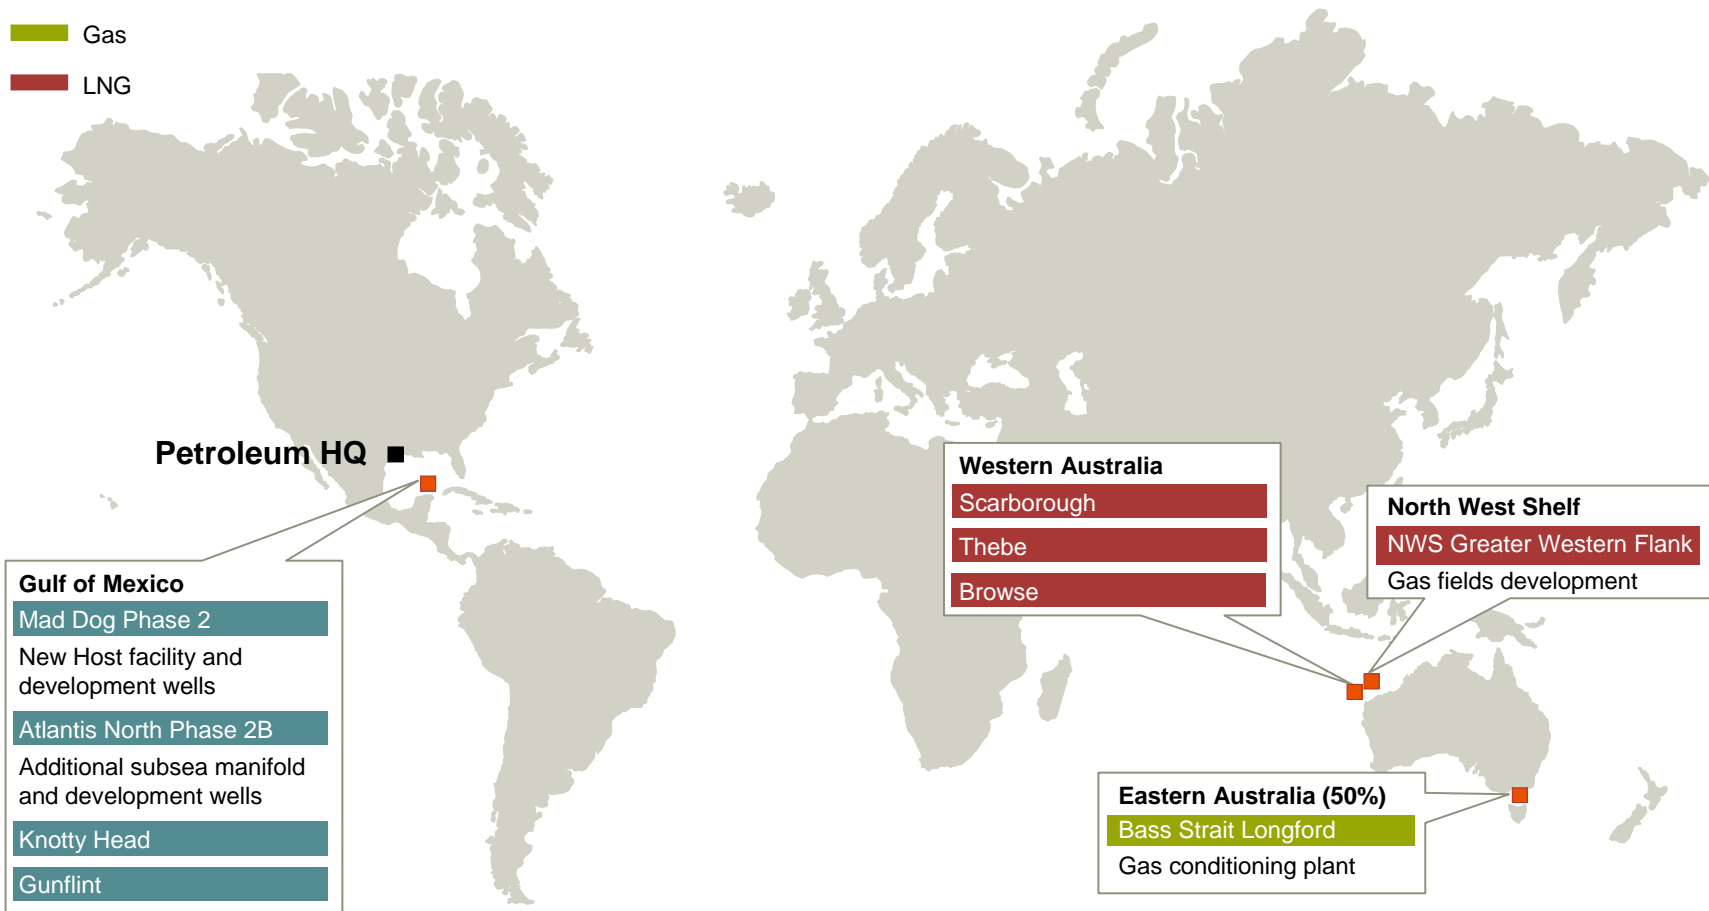 Gas
LNG
Petroleum HQ
Gulf of Mexico
Mad Dog Phase 2
New Host facility and
development wells
Atlantis North Phase 2B
Additional subsea manifold
and development wells
Knotty Head
Gunflint
Western Australia
Scarborough
Thebe
Browse
North West Shelf
NWS Greater Western Flank
Gas fields development
Eastern Australia (50%)
Bass Strait Longford
Gas conditioning plant